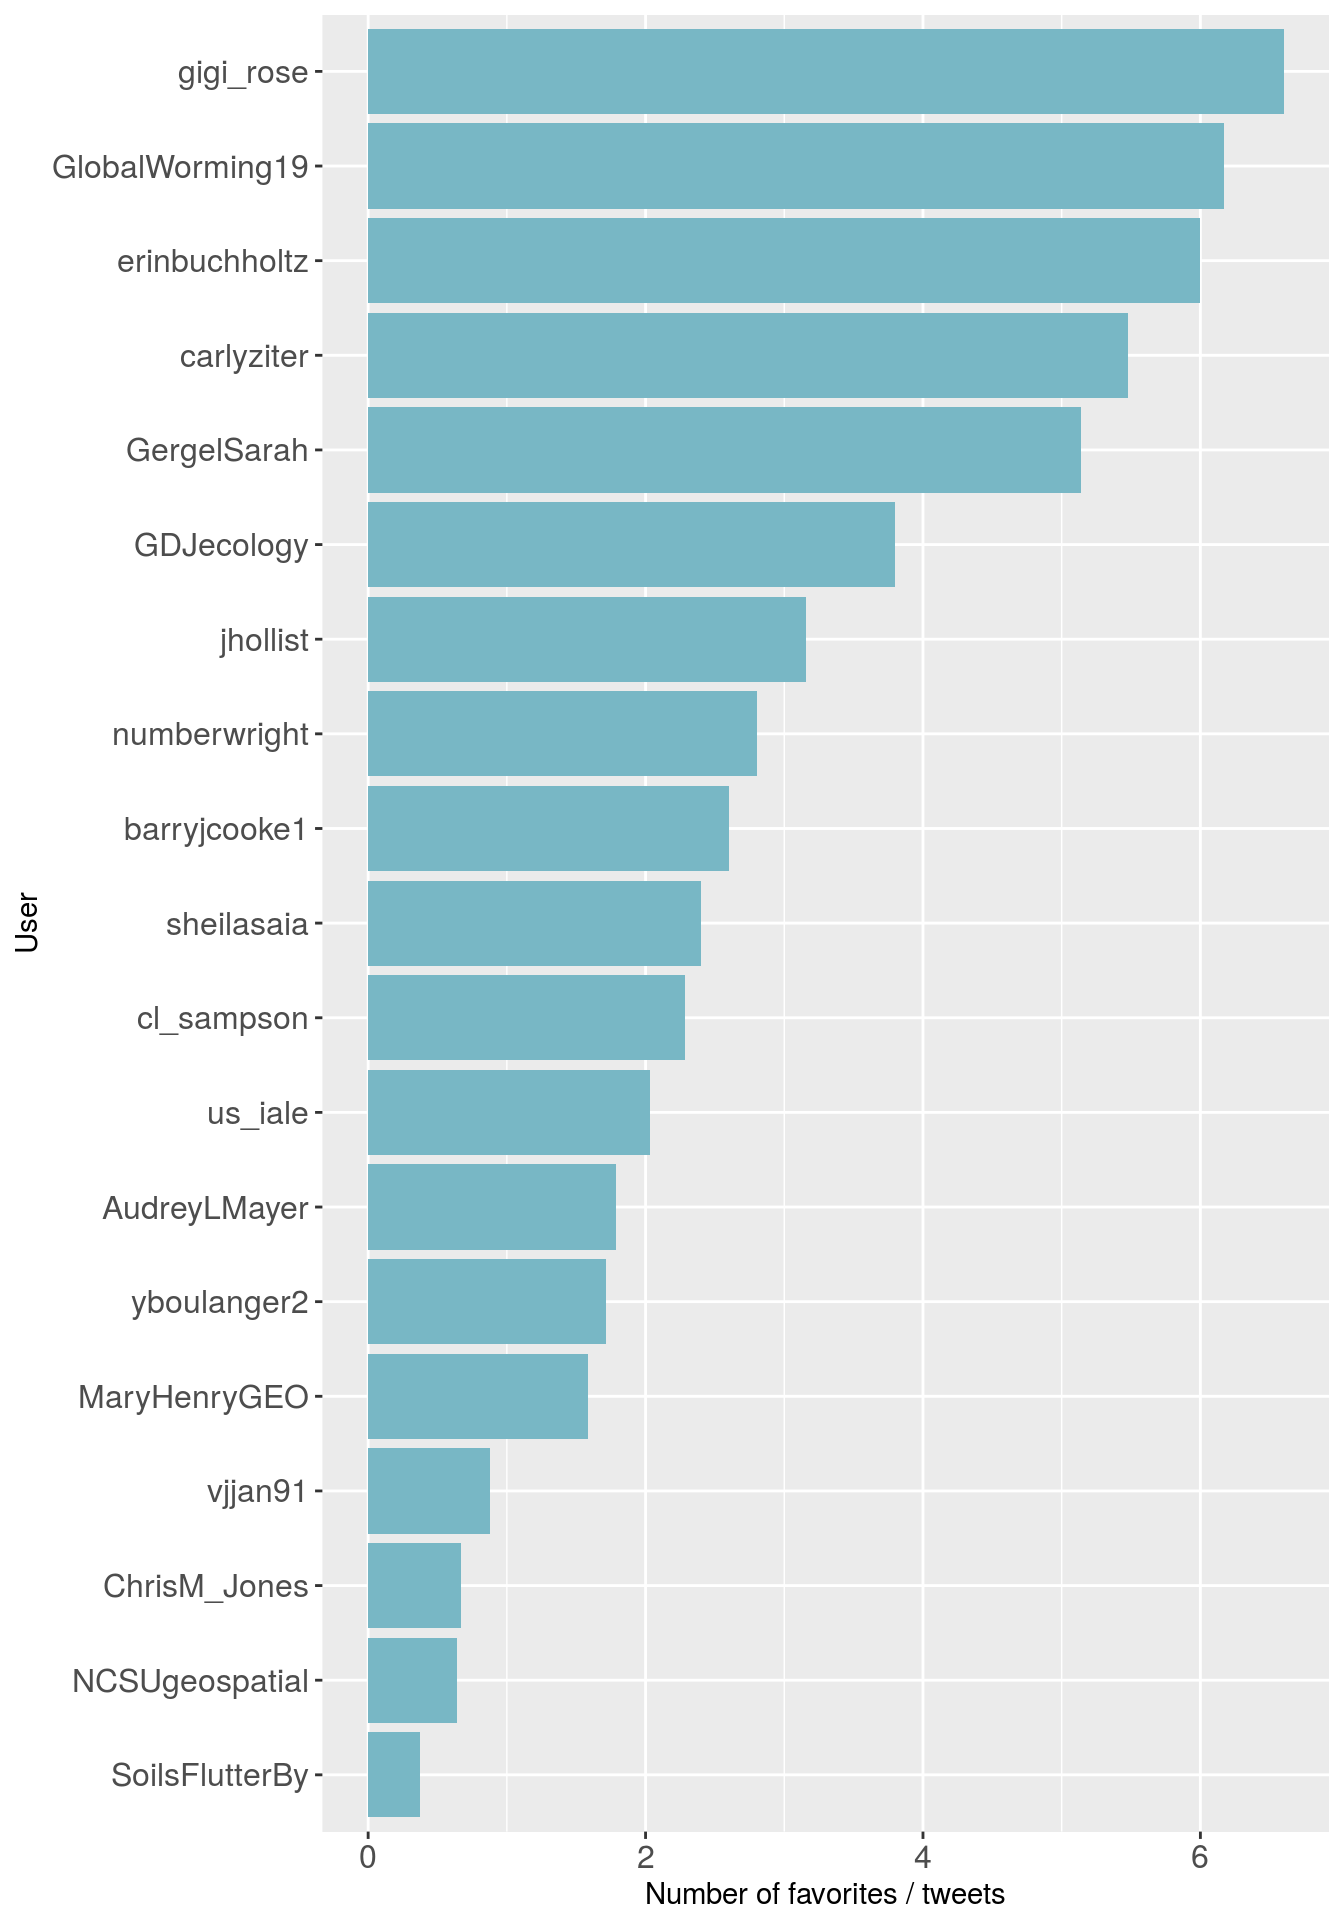 gigi_rose
GlobalWorming19
erinbuchholtz
carlyziter
GergelSarah
GDJecology
jhollist
numberwright
barryjcooke1
sheilasaia
cl_sampson
us_iale
AudreyLMayer
yboulanger2
MaryHenryGEO
vjjan91
ChrisM_Jones
NCSUgeospatial
SoilsFlutterBy
User
0 2 4 6
Number of favorites / tweets